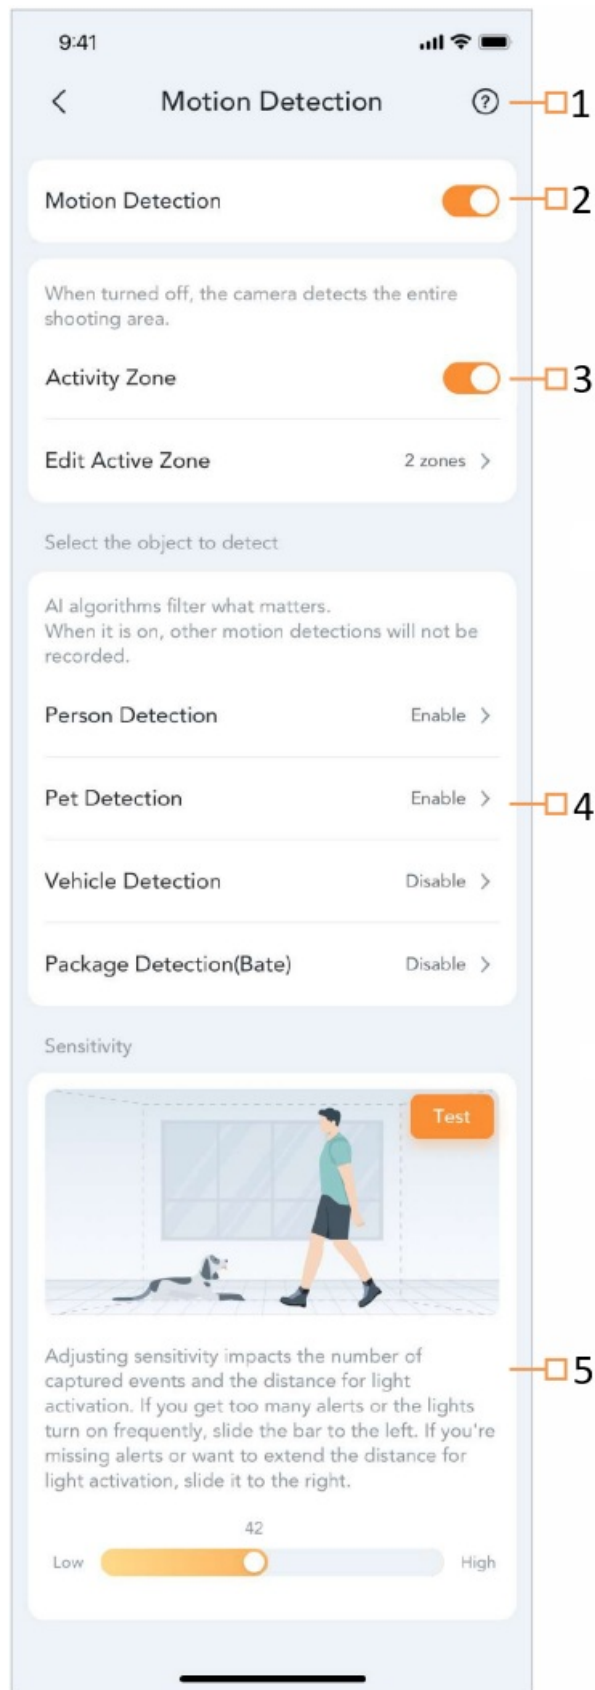 9:41
Motion Detection ? 1
Motion Detection 2
When turned off, the camera detects the entire
shooting area.
Activity Zone 3
Edit Active Zone 2 zones >
Select the object to detect
AI algorithms filter what matters.
When it is on, other motion detections will not be
recorded.
Person Detection Enable >
Pet Detection Enable > 4
Vehicle Detection Disable >
Package Detection(Bate) Disable >
Sensitivity
Test
Adjusting sensitivity impacts the number of
captured events and the distance for light
activation. If you get too many alerts or the lights
turn on frequently, slide the bar to the left. If you're
missing alerts or want to extend the distance for
light activation, slide it to the right.
5
42
Low High